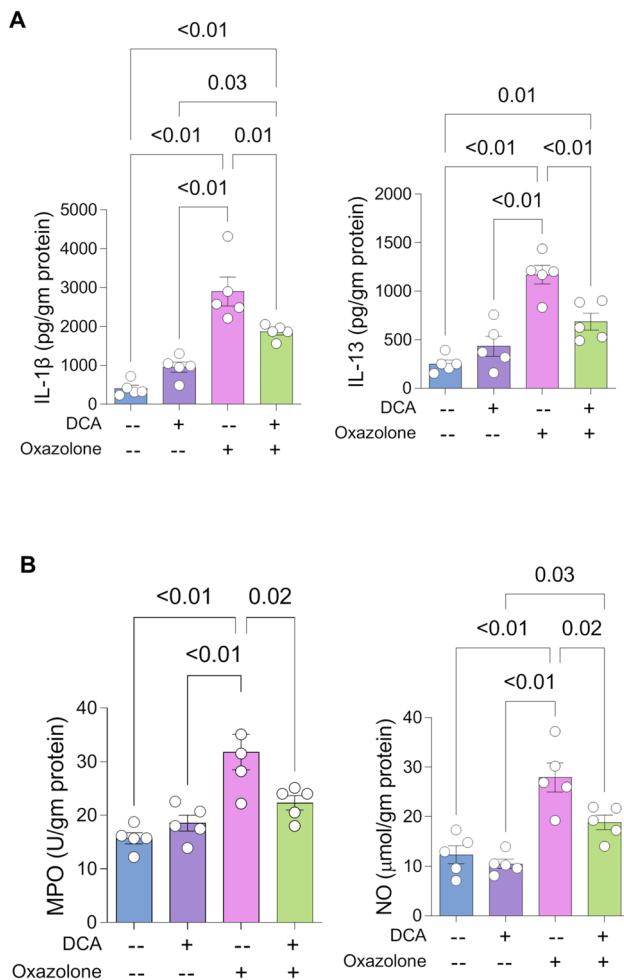 A
<0.01
0.03
<0.01 0.01
<0.01
IL-1β (pg/gm protein)
5000
4000
3000
2000
1000
0
DCA -- + -- +
Oxazolone -- -- + +
0.01
<0.01 <0.01
<0.01
IL-13 (pg/gm protein)
2000
1500
1000
500
0
DCA -- + -- +
Oxazolone -- -- + +
B
<0.01 0.02
<0.01
MPO (U/gm protein)
40
30
20
10
0
DCA -- + -- +
Oxazolone -- -- + +
0.03
<0.01 0.02
<0.01
NO (μmol/gm protein)
40
30
20
10
0
DCA -- + -- +
Oxazolone -- -- + +